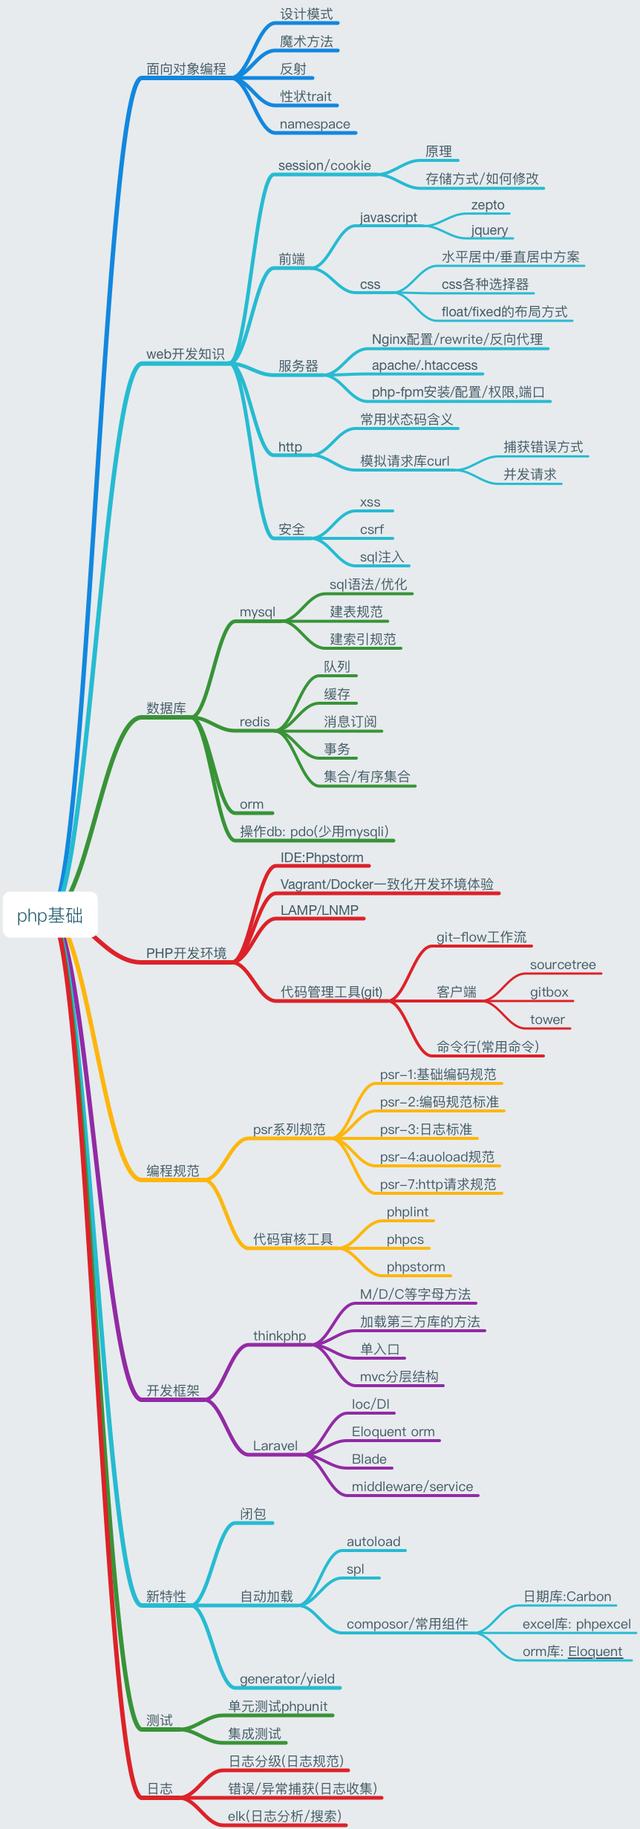 设计模式
魔术方法
面向对象编程
反射
性状trait
namespace
原理
session/cookie
存储方式/如何修改
zepto
javascript
jquery
前端
水平居中/垂直居中方案
css
css各种选择器
float/fixed的布局方式
Nginx配置/rewrite/反向代理
web开发知识
服务器
apache/.htaccess
php-fpm安装/配置/权限,端口
常用状态码含义
http
捕获错误方式
模拟请求库curl
并发请求
xss
安全
csrf
sql注入
sql语法/优化
mysql
建表规范
建索引规范
队列
缓存
数据库
redis
消息订阅
事务
集合/有序集合
orm
操作db: pdo(少用mysqli)
IDE:Phpstorm
Vagrant/Docker一致化开发环境体验
php基础
LAMP/LNMP
PHP开发环境
git-flow工作流
sourcetree
代码管理工具(git)
客户端
gitbox
tower
命令行(常用命令)
psr-1:基础编码规范
psr-2:编码规范标准
psr系列规范
psr-3:日志标准
psr-4:auoload规范
编程规范
psr-7:http请求规范
phplint
代码审核工具
phpcs
phpstorm
M/D/C等字母方法
加载第三方库的方法
thinkphp
单入口
mvc分层结构
开发框架
Ioc/DI
Eloquent orm
Laravel
Blade
middleware/service
闭包
autoload
spl
新特性
自动加载
日期库:Carbon
composor/常用组件
excel库: phpexcel
orm库: Eloquent
generator/yield
单元测试phpunit
测试
集成测试
日志分级(日志规范)
日志
错误/异常捕获(日志收集)
elk(日志分析/搜索)